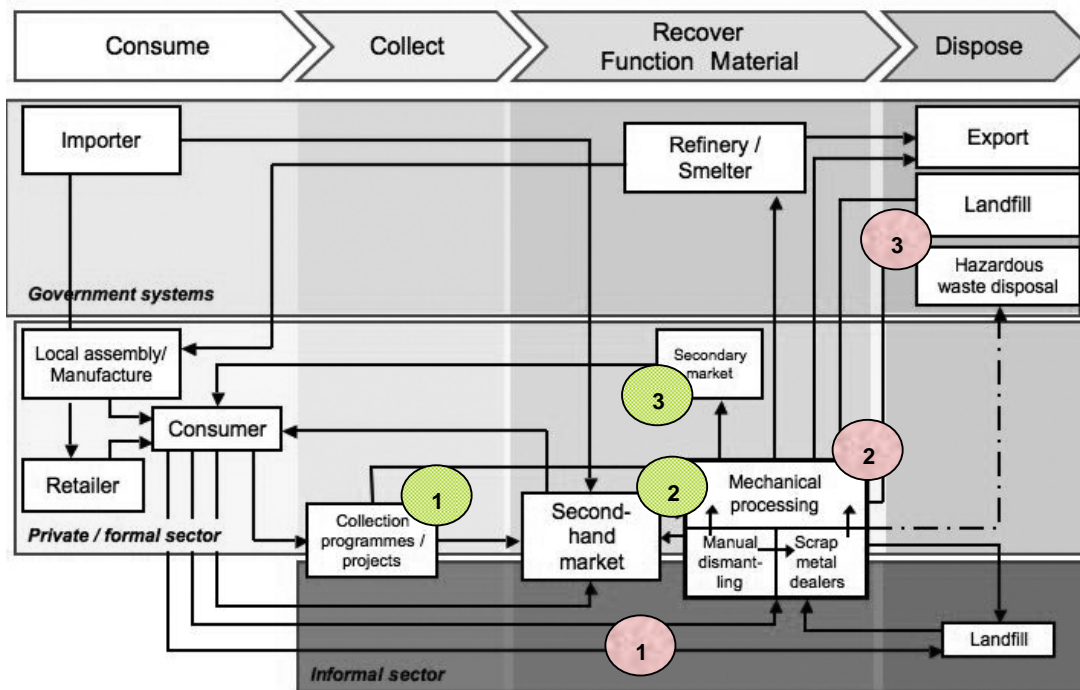 Consume
Collect
Recover
Function Material
Dispose
Importer
Refinery /
Smelter
Export
Landfill
3
Hazardous
waste disposal
Government systems
Local assembly/
Manufacture
Secondary
market
3
Consumer
Retailer
1
2
2
Mechanical
processing
Collection
programmes /
projects
Second-
hand
market
Manual
dismant-
ling
Scrap
metal
dealers
Private / formal sector
1
Landfill
Informal sector